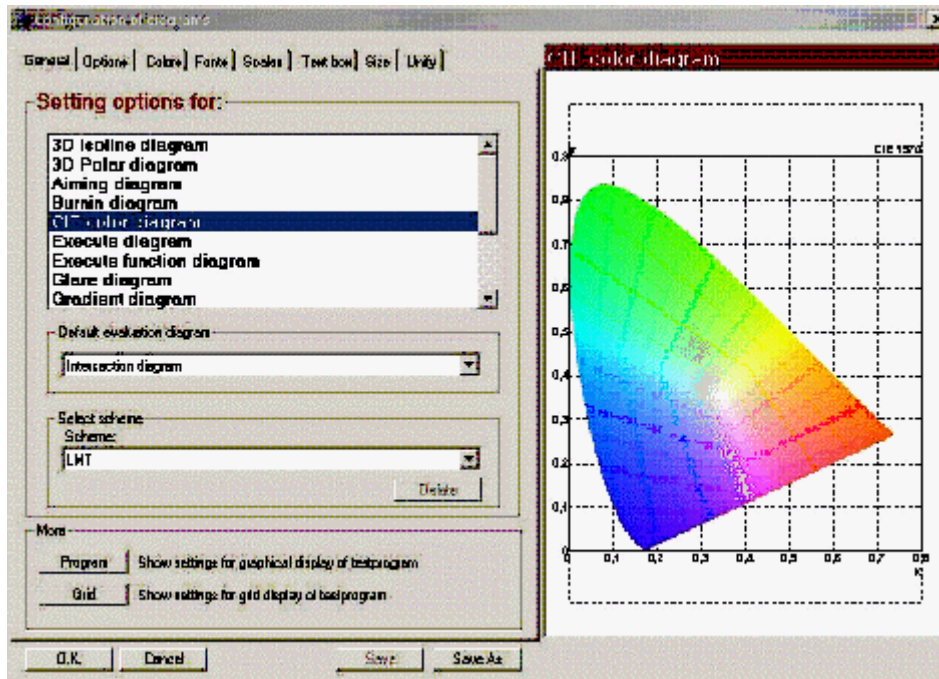 Configuration of diagrams
General Options Colors Fonts Scales Text box Size Unify
Setting options for:
3D Isoline diagram
3D Polar diagram
Aiming diagram
Burnin diagram
CIE-color diagram
Execute diagram
Execute function diagram
Glare diagram
Gradient diagram
Default evaluation diagram
Intersection diagram
Select scheme
Scheme:
LMT
Delete
More
Program Show settings for graphical display of testprogram
Grid Show settings for grid display of testprogram
O.K. Cancel Save Save As
CIE-color diagram
0,9
0,8
0,7
0,5
0,4
0,3
0,2
0,1
0 0,1 0,2 0,3 0,4 0,5 0,6 0,7 0,8